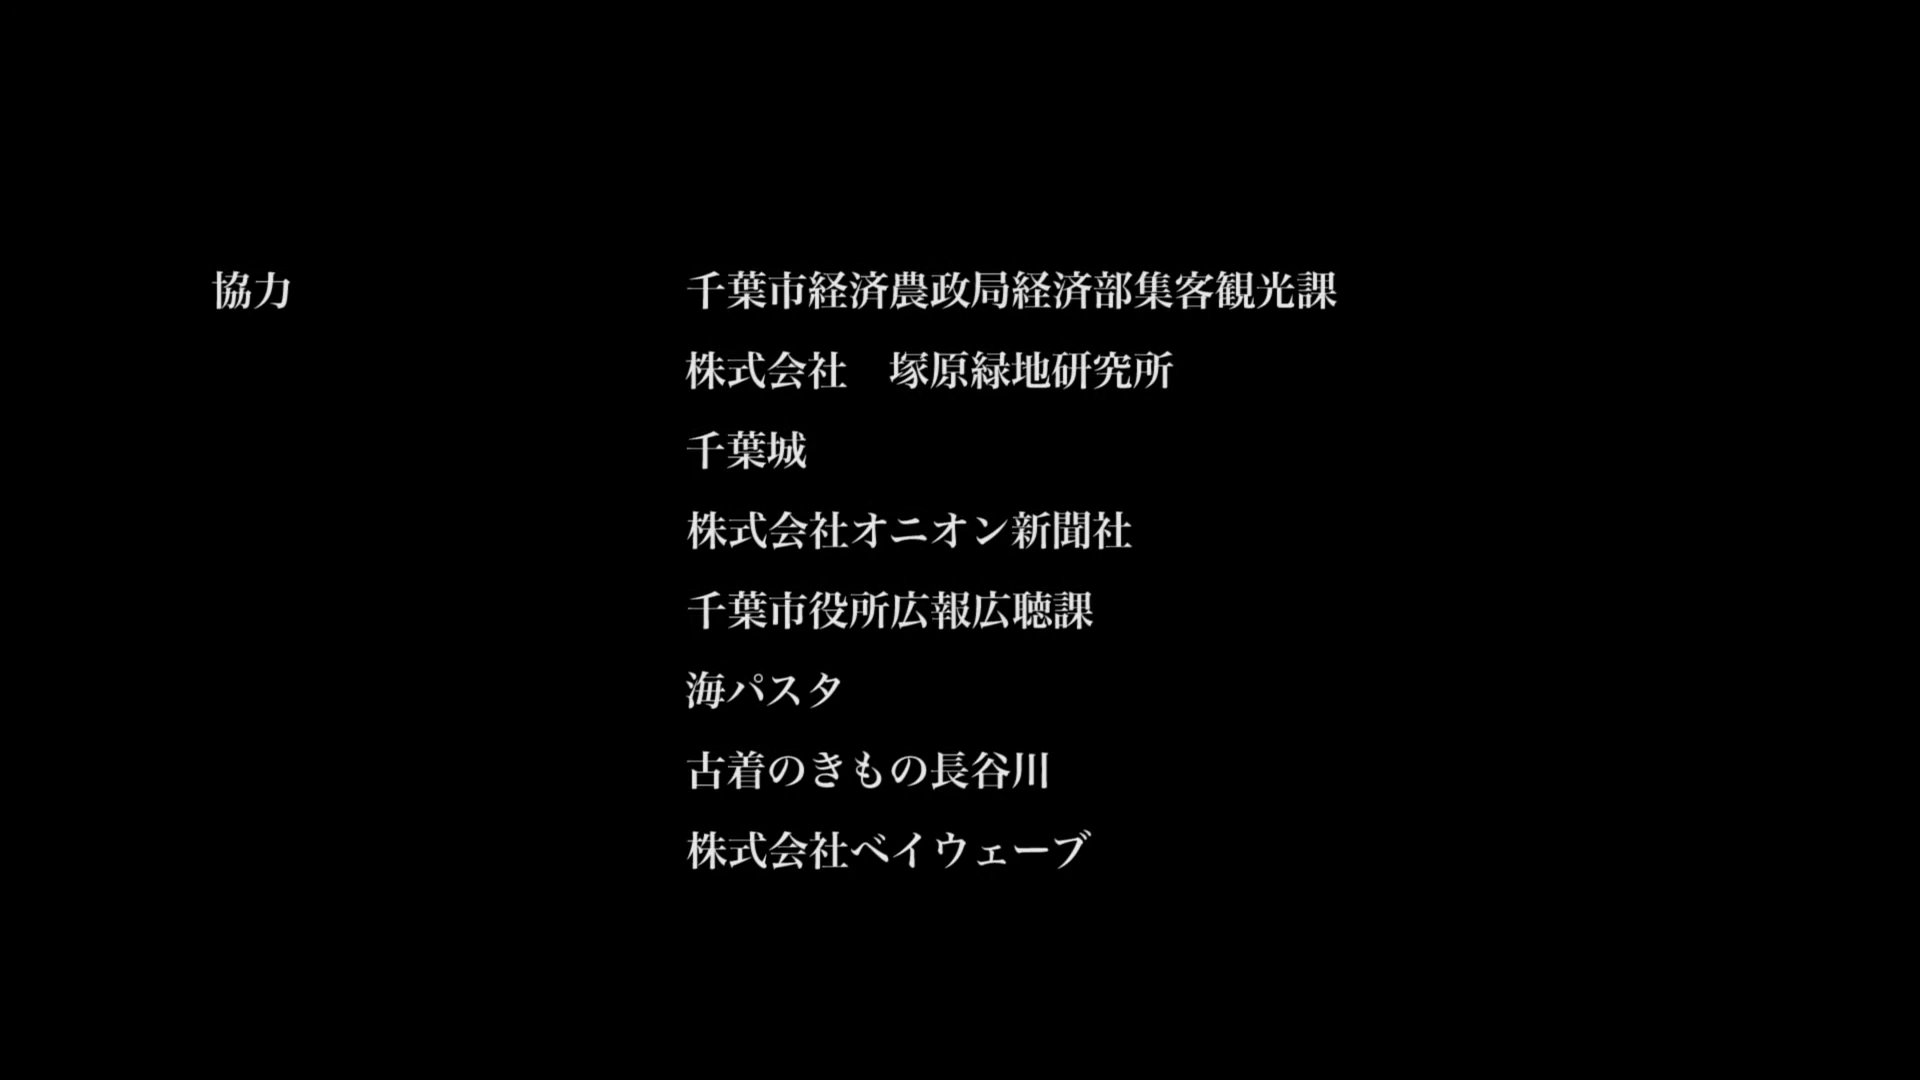 協力 千葉市経済農政局経済部集客観光課
株式会社　塚原緑地研究所
千葉城
株式会社オニオン新聞社
千葉市役所広報広聴課
海パスタ
古着のきもの長谷川
株式会社ベイウェーブ